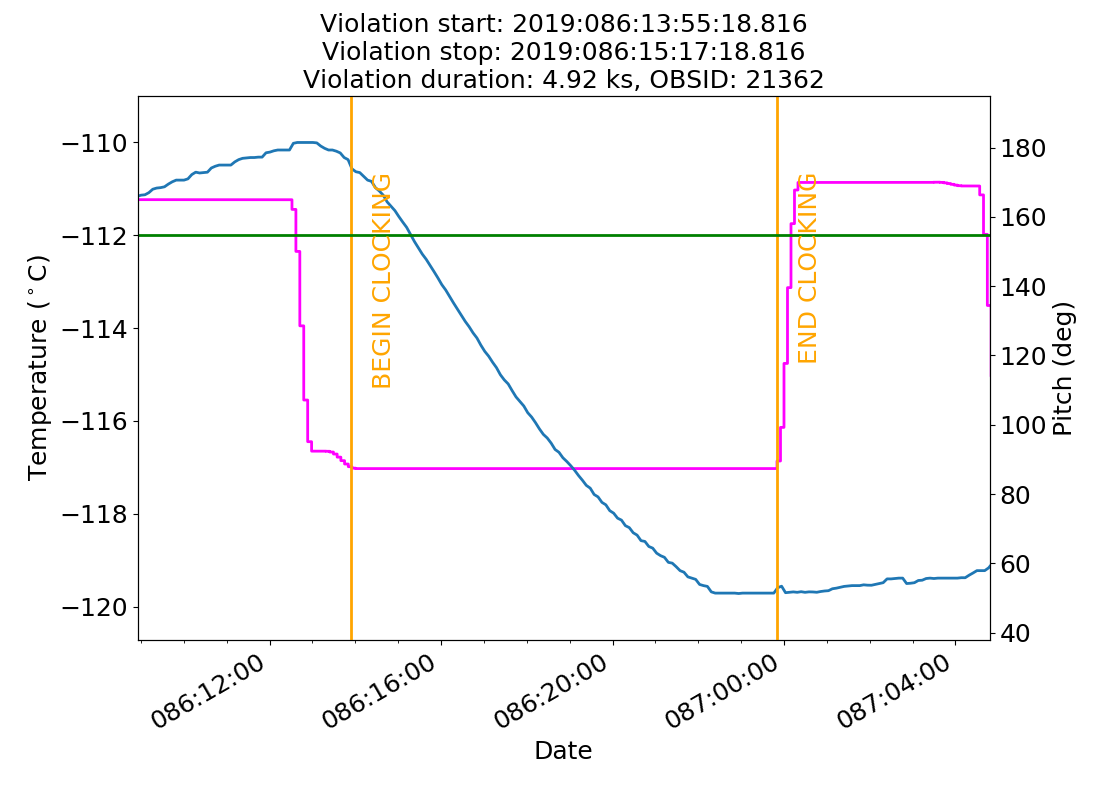 Violation start: 2019:086:13:55:18.816
Violation stop: 2019:086:15:17:18.816
Violation duration: 4.92 ks, OBSID: 21362
−110
−112
−114
−116
−118
−120
Temperature (°C)
BEGIN CLOCKING
END CLOCKING
180
160
140
120
100
80
60
40
Pitch (deg)
086:12:00
086:16:00
086:20:00
087:00:00
087:04:00
Date